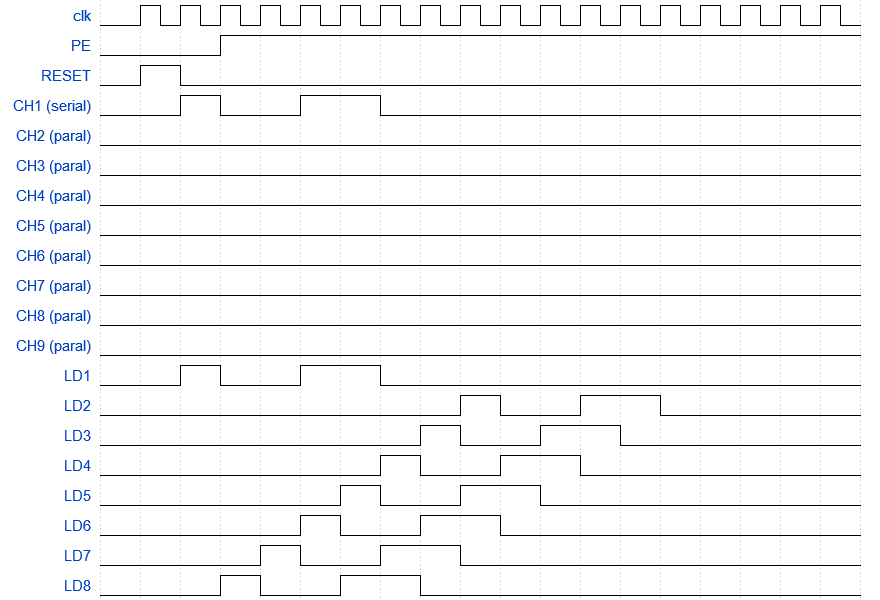 clk
PE
RESET
CH1 (serial)
CH2 (paral)
CH3 (paral)
CH4 (paral)
CH5 (paral)
CH6 (paral)
CH7 (paral)
CH8 (paral)
CH9 (paral)
LD1
LD2
LD3
LD4
LD5
LD6
LD7
LD8